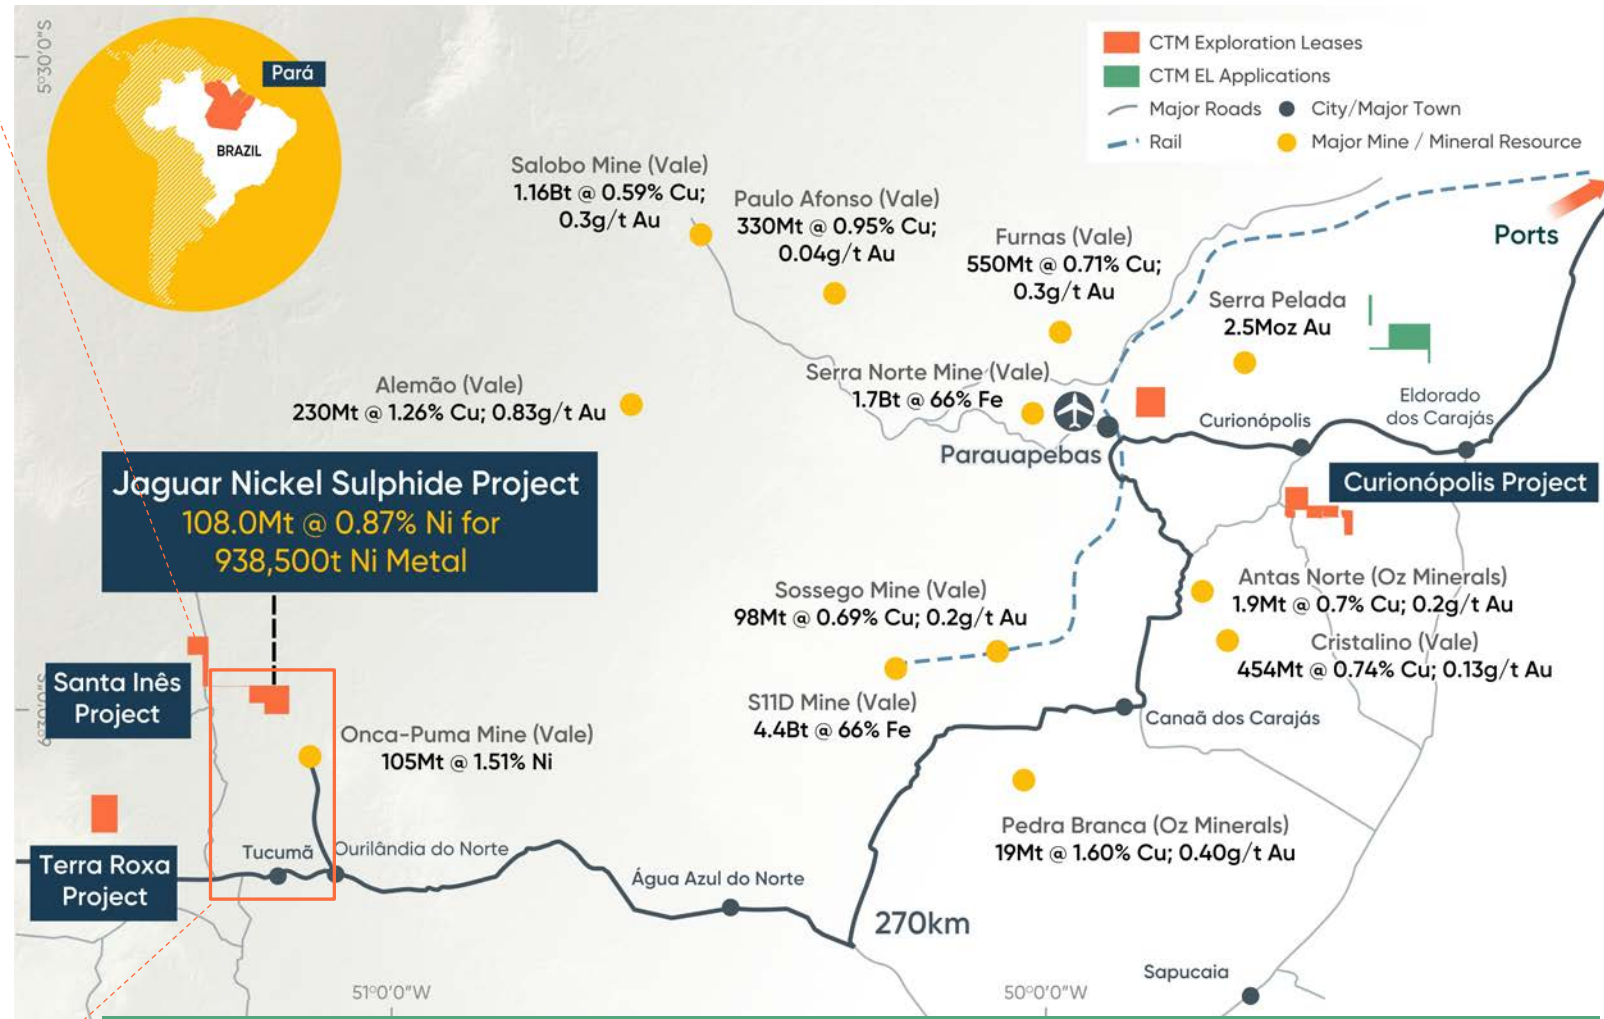 5°30'0"S
Pará
BRAZIL
CTM Exploration Leases
CTM EL Applications
Major Roads
City/Major Town
Rail
Major Mine / Mineral Resource
Salobo Mine (Vale)
1.16Bt @ 0.59% Cu;
0.3g/t Au
Paulo Afonso (Vale)
330Mt @ 0.95% Cu;
0.04g/t Au
Furnas (Vale)
550Mt @ 0.71% Cu;
0.3g/t Au
Ports
Serra Pelada
2.5Moz Au
Alemão (Vale)
230Mt @ 1.26% Cu; 0.83g/t Au
Serra Norte Mine (Vale)
1.7Bt @ 66% Fe
Parauapebas
Curionópolis
Eldorado
dos Carajás
Curionópolis Project
Jaguar Nickel Sulphide Project
108.0Mt @ 0.87% Ni for
938,500t Ni Metal
Sossego Mine (Vale)
98Mt @ 0.69% Cu; 0.2g/t Au
Antas Norte (Oz Minerals)
1.9Mt @ 0.7% Cu; 0.2g/t Au
Cristalino (Vale)
454Mt @ 0.74% Cu; 0.13g/t Au
Santa Inês
Project
6°30'0"S
S11D Mine (Vale)
4.4Bt @ 66% Fe
Canaã dos Carajás
Onca-Puma Mine (Vale)
105Mt @ 1.51% Ni
Pedra Branca (Oz Minerals)
19Mt @ 1.60% Cu; 0.40g/t Au
Terra Roxa
Project
Tucumã
Ourilândia do Norte
Água Azul do Norte
270km
Sapucaia
51°0'0"W
50°0'0"W